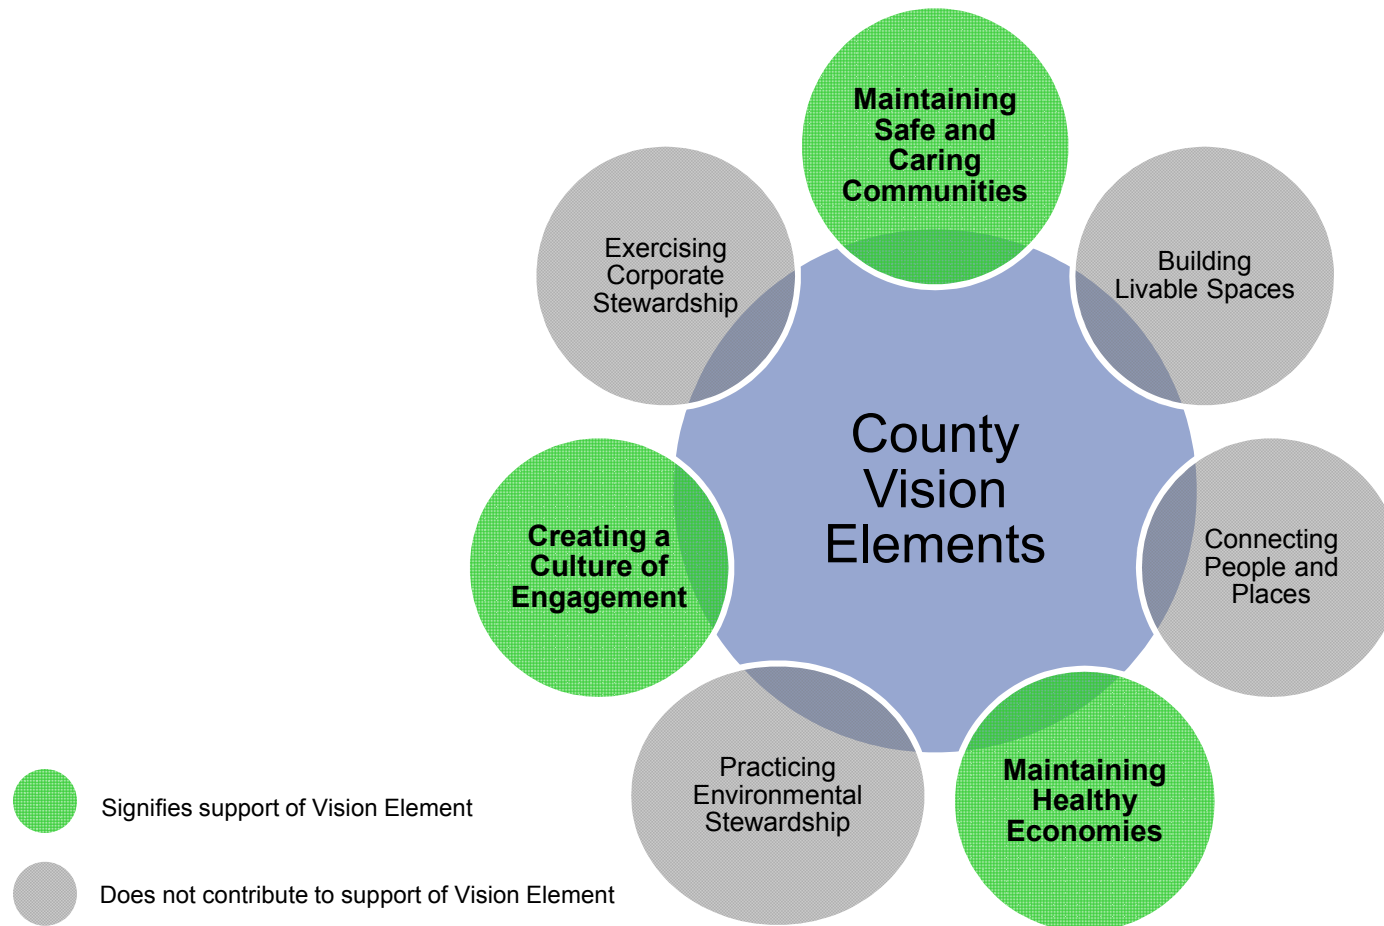 Maintaining
Safe and
Caring
Communities
Exercising
Corporate
Stewardship
Building
Livable Spaces
County
Vision
Elements
Creating a
Culture of
Engagement
Connecting
People and
Places
Practicing
Environmental
Stewardship
Maintaining
Healthy
Economies
Signifies support of Vision Element
Does not contribute to support of Vision Element